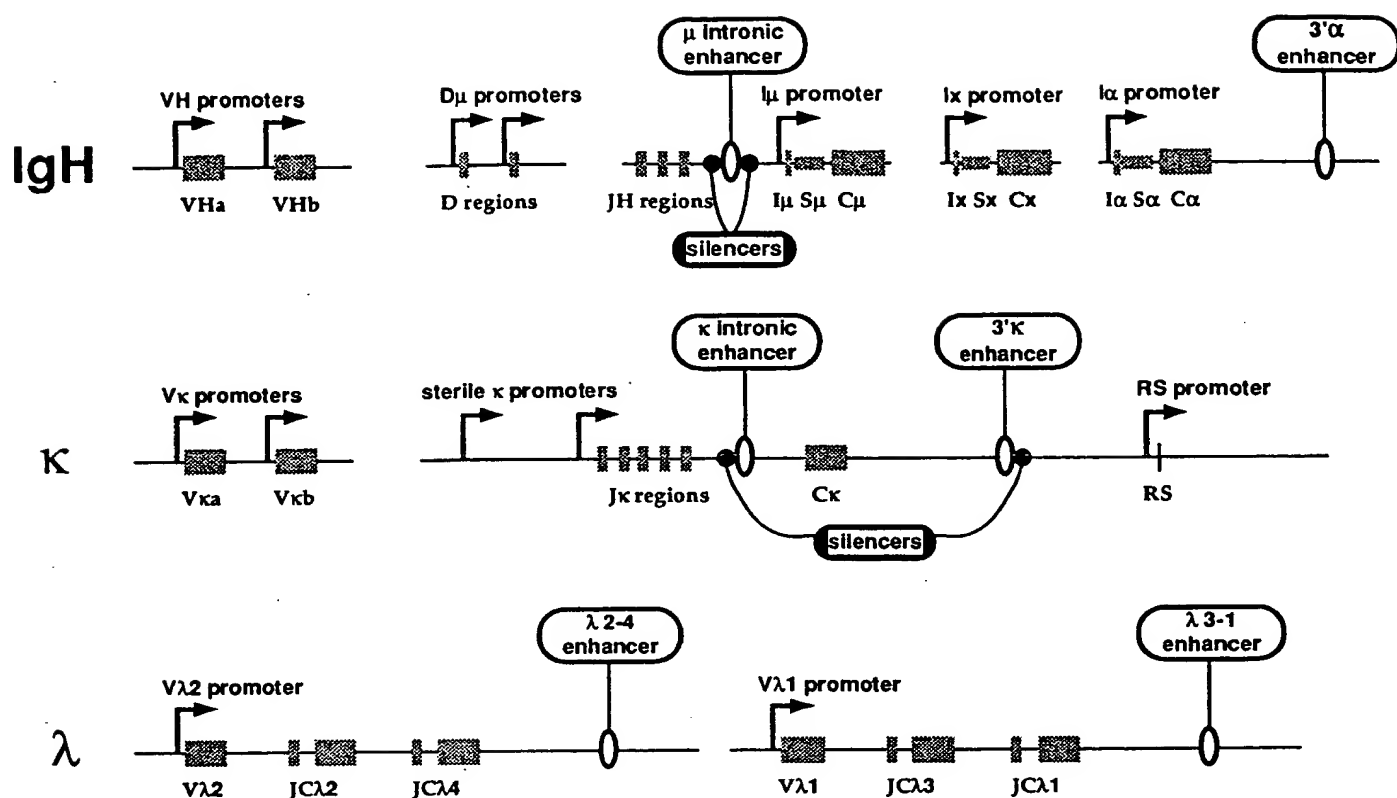 μ intronic
enhancer
3'α
enhancer
VH promoters
Dμ promoters
Iμ promoter
Ix promoter
Iα promoter
IgH
VHa
VHb
D regions
JH regions
Iμ Sμ Cμ
Ix Sx Cx
Iα Sα Cα
silencers
κ intronic
enhancer
3'κ
enhancer
Vκ promoters
sterile κ promoters
RS promoter
κ
Vκa
Vκb
Jκ regions
Cκ
RS
silencers
λ 2-4
enhancer
λ 3-1
enhancer
Vλ2 promoter
Vλ1 promoter
λ
Vλ2
JCλ2
JCλ4
Vλ1
JCλ3
JCλ1